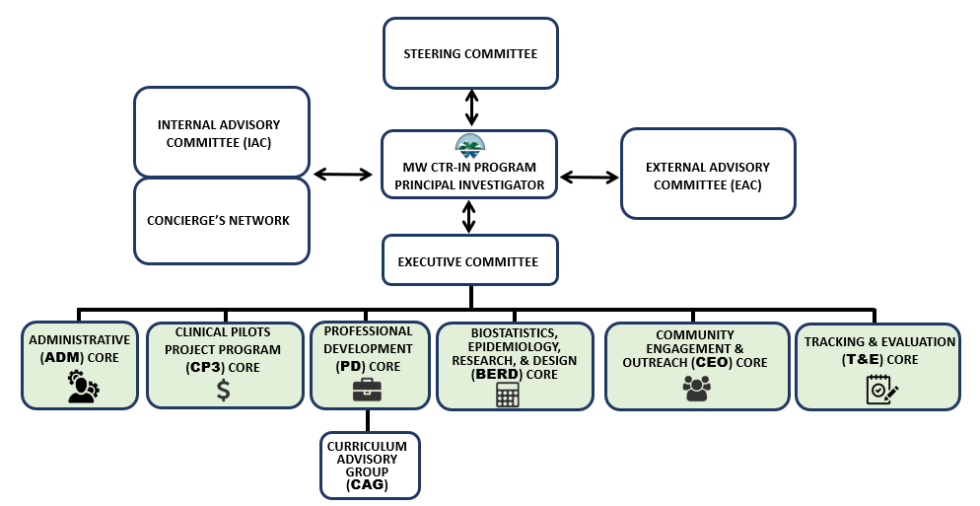 STEERING COMMITTEE
INTERNAL ADVISORY
COMMITTEE (IAC)
CONCIERGE'S NETWORK
MW CTR-IN PROGRAM
PRINCIPAL INVESTIGATOR
EXTERNAL ADVISORY
COMMITTEE (EAC)
EXECUTIVE COMMITTEE
ADMINISTRATIVE
(ADM) CORE
CLINICAL PILOTS
PROJECT PROGRAM
(CP3) CORE
$
PROFESSIONAL
DEVELOPMENT
(PD) CORE
BIOSTATISTICS,
EPIDEMIOLOGY,
RESEARCH, & DESIGN
(BERD) CORE
COMMUNITY
ENGAGEMENT &
OUTREACH (CEO) CORE
TRACKING & EVALUATION
(T&E) CORE
CURRICULUM
ADVISORY
GROUP
(CAG)